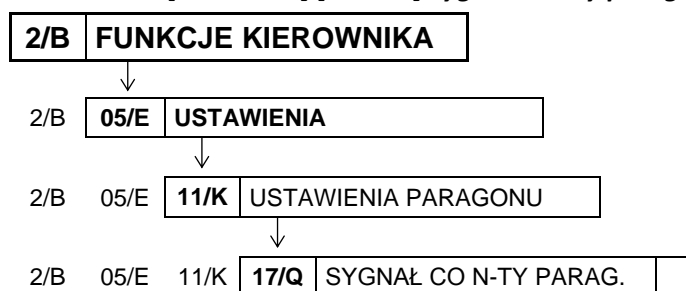 2/B FUNKCJE KIEROWNIKA
2/B 05/E USTAWIENIA
2/B 05/E 11/K USTAWIENIA PARAGONU
2/B 05/E 11/K 17/Q SYGNAŁ CO N-TY PARAG.